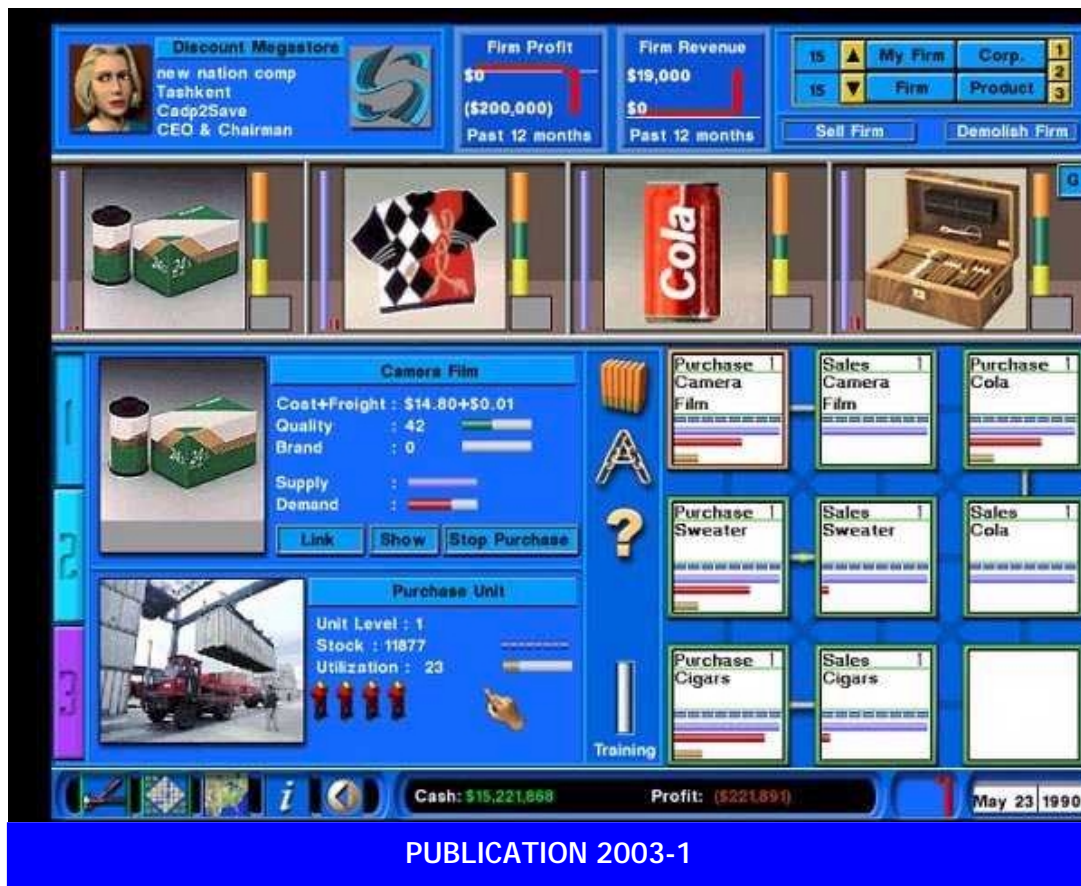 Discount Megastore
new nation comp
Tashkent
Cadp2Save
CEO & Chairman
Firm Profit
$0
($200,000)
Past 12 months
Firm Revenue
$19,000
$0
Past 12 months
15 My Firm Corp. 1
2
15 Firm Product 3
Sell Firm Demolish Firm
G
Cola
1
2
3
Camera Film
Cost+Freight : $14.80+$0.01
Quality : 42
Brand : 0
Supply :
Demand :
Link Show Stop Purchase
Purchase Unit
Unit Level : 1
Stock : 11877
Utilization : 23
?
Training
Purchase 1
Camera
Film
Sales 1
Camera
Film
Purchase 1
Cola
Purchase 1
Sweater
Sales 1
Sweater
Sales 1
Cola
Purchase 1
Cigars
Sales 1
Cigars
i
Cash: $15,221,868 Profit: ($221,891)
May 23 1990
PUBLICATION 2003-1